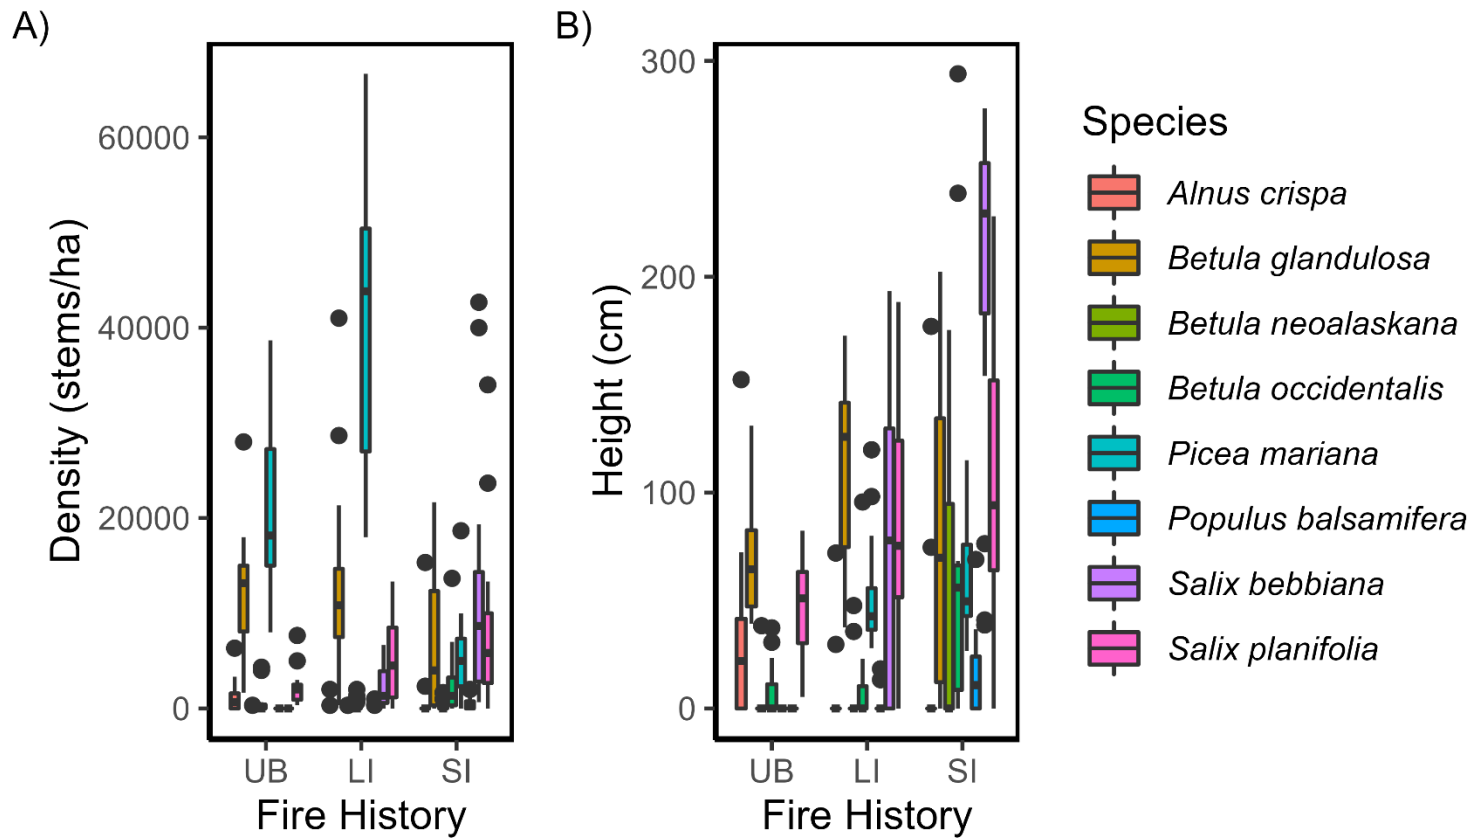 A)
B)
Density (stems/ha)
60000
40000
20000
0
UB LI SI
Fire History
Height (cm)
300
200
100
0
UB LI SI
Fire History
Species
Alnus crispa
Betula glandulosa
Betula neoalaskana
Betula occidentalis
Picea mariana
Populus balsamifera
Salix bebbiana
Salix planifolia